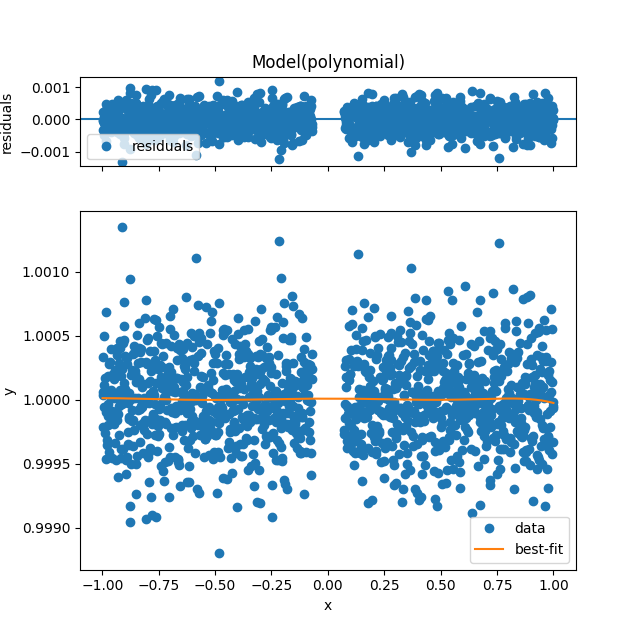 Model(polynomial)
residuals
0.001
0.000
−0.001
residuals
y
1.0010
1.0005
1.0000
0.9995
0.9990
data
best-fit
−1.00 −0.75 −0.50 −0.25 0.00 0.25 0.50 0.75 1.00
x